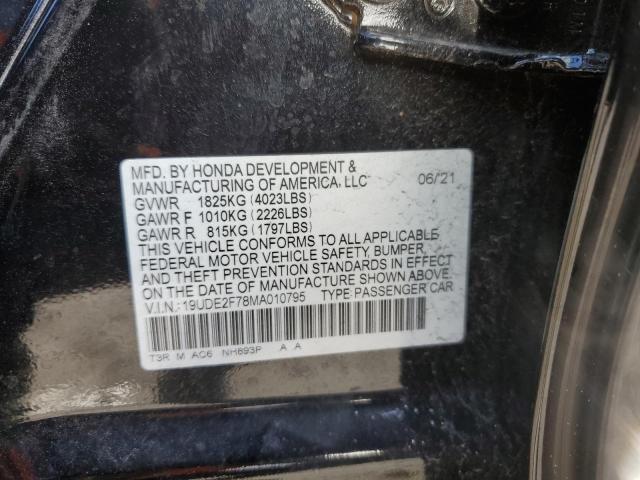 MFD. BY HONDA DEVELOPMENT &
MANUFACTURING OF AMERICA, LLC 06/21
GVWR 1825KG (4023LBS)
GAWR F 1010KG (2226LBS)
GAWR R 815KG (1797LBS)
THIS VEHICLE CONFORMS TO ALL APPLICABLE
FEDERAL MOTOR VEHICLE SAFETY, BUMPER,
AND THEFT PREVENTION STANDARDS IN EFFECT
ON THE DATE OF MANUFACTURE SHOWN ABOVE.
V.I.N.: 19UDE2F78MA010795 TYPE: PASSENGER CAR
T3R M AC6 NH893P A A